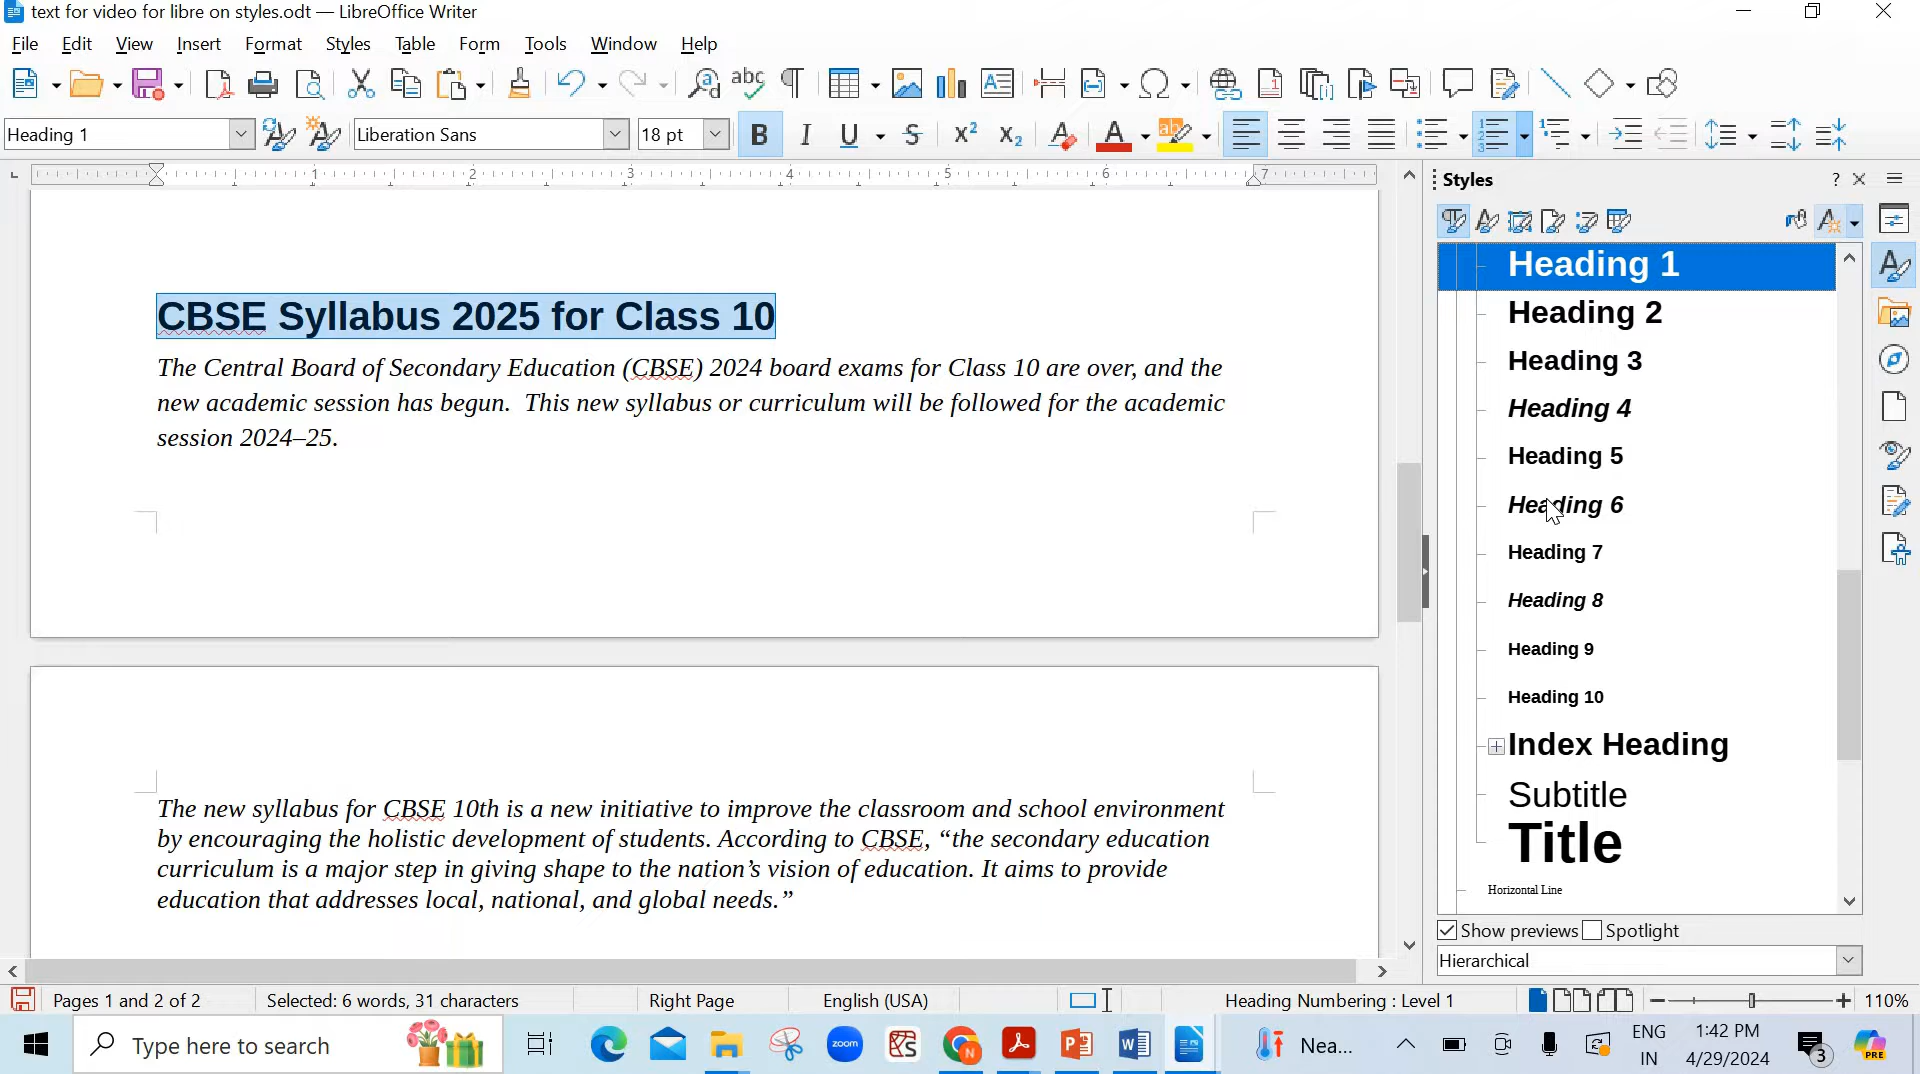 text for video for libre on styles.odt — LibreOffice Writer
File Edit View Insert Format Styles Table Form Tools Window Help
Heading 1 Liberation Sans 18 pt
1 2 3 4 5 6 7
Styles
CBSE Syllabus 2025 for Class 10
The Central Board of Secondary Education (CBSE) 2024 board exams for Class 10 are over, and the
new academic session has begun.  This new syllabus or curriculum will be followed for the academic
session 2024–25.
The new syllabus for CBSE 10th is a new initiative to improve the classroom and school environment
by encouraging the holistic development of students. According to CBSE, “the secondary education
curriculum is a major step in giving shape to the nation’s vision of education. It aims to provide
education that addresses local, national, and global needs.”
Heading 1
Heading 2
Heading 3
Heading 4
Heading 5
Heading 6
Heading 7
Heading 8
Heading 9
Heading 10
Index Heading
Subtitle
Title
Horizontal Line
Show previews Spotlight
Hierarchical
Pages 1 and 2 of 2 Selected: 6 words, 31 characters Right Page English (USA) Heading Numbering : Level 1 110%
Type here to search zoom Nea... ENG 1:42 PM
IN 4/29/2024 3 PRE